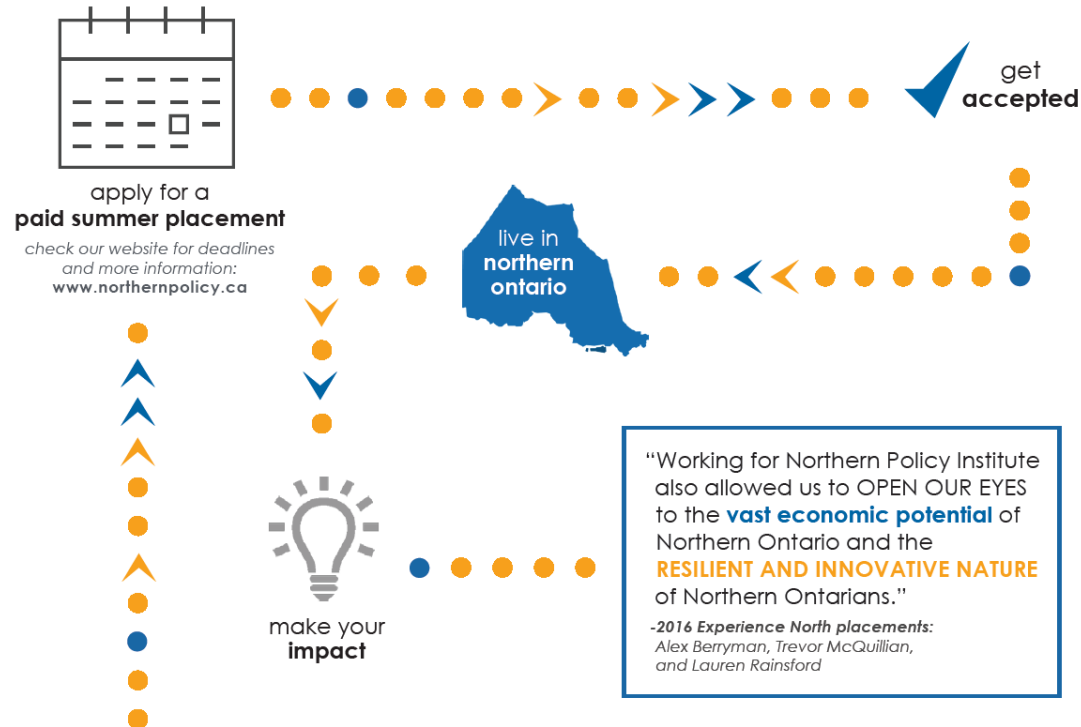 apply for a
paid summer placement
check our website for deadlines
and more information:
www.northernpolicy.ca
get
accepted
live in
northern
ontario
make your
impact
“Working for Northern Policy Institute
also allowed us to OPEN OUR EYES
to the vast economic potential of
Northern Ontario and the
RESILIENT AND INNOVATIVE NATURE
of Northern Ontarians.”
-2016 Experience North placements:
Alex Berryman, Trevor McQuillian,
and Lauren Rainsford